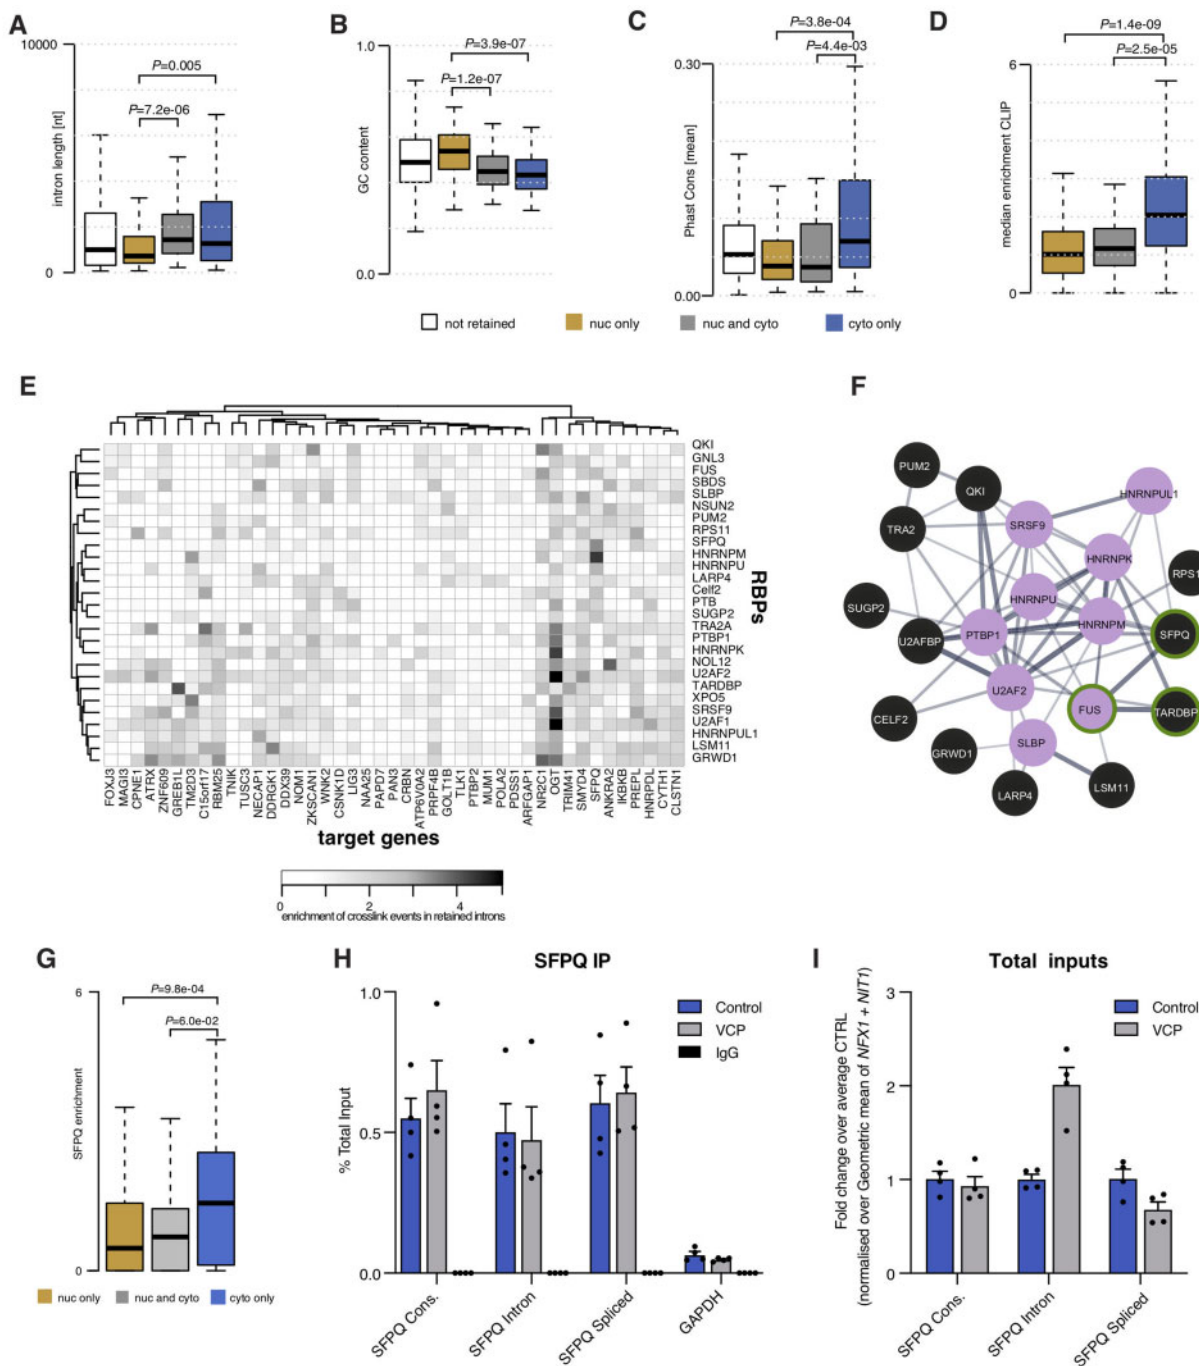 A
10000
intron length [nt]
0
P=0.005
P=7.2e-06
B
1.0
GC content
0.0
P=3.9e-07
P=1.2e-07
C
0.30
Phast Cons [mean]
0.00
P=3.8e-04
P=4.4e-03
D
6
median enrichment CLIP
0
P=1.4e-09
P=2.5e-05
not retained
nuc only
nuc and cyto
cyto only
E
QKI
GNL3
FUS
SBDS
SLBP
NSUN2
PUM2
RPS11
SFPQ
HNRNPM
HNRNPU
LARP4
Celf2
PTB
SUGP2
TRA2A
PTBP1
HNRNPK
NOL12
U2AF2
TARDBP
XPO5
SRSF9
U2AF1
HNRNPUL1
LSM11
GRWD1
RBPs
FOXJ3
MAGI3
CPNE1
ATRX
ZNF609
GREB1L
TM2D3
C15orf17
RBM25
TNIK
TUSC3
NECAP1
DDRGK1
DDX39
NOM1
ZKSCAN1
WNK2
CSNK1D
LIG3
NAA25
PAPD7
PAN3
CRBN
ATP6V0A2
PRPF4B
GOLT1B
TLK1
PTBP2
MUM1
POLA2
PDSS1
ARFGAP1
NR2C1
OGT
TRIM41
SMYD4
SFPQ
ANKRA2
IKBKB
PREPL
HNRPDL
CYTH1
CLSTN1
target genes
0
2
4
enrichment of crosslink events in retained introns
F
PUM2
QKI
HNRNPUL1
TRA2
SRSF9
HNRNPK
RPS1
SUGP2
HNRNPU
U2AFBP
PTBP1
HNRNPM
SFPQ
U2AF2
CELF2
FUS
TARDBP
GRWD1
SLBP
LARP4
LSM11
G
6
SFPQ enrichment
0
P=9.8e-04
P=6.0e-02
nuc only
nuc and cyto
cyto only
H
SFPQ IP
1.0
0.5
0.0
% Total Input
Control
VCP
IgG
SFPQ Cons.
SFPQ Intron
SFPQ Spliced
GAPDH
I
Total inputs
3
2
1
0
Fold change over average CTRL
(normalised over Geometric mean of NFX1 + NIT1)
Control
VCP
SFPQ Cons.
SFPQ Intron
SFPQ Spliced